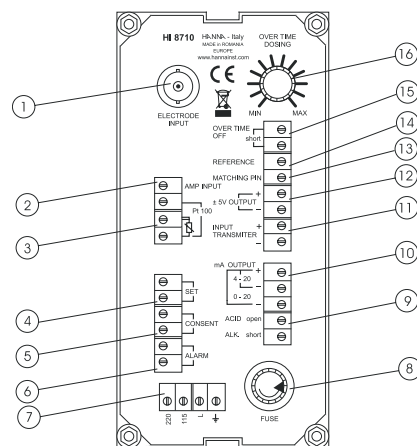 HI 8710
HANNA - Italy
MADE in ROMANIA
EUROPE
www.hannainst.com
CE
OVER TIME
DOSING
ELECTRODE
INPUT
MIN
MAX
OVER TIME
OFF
short
REFERENCE
MATCHING PIN
+
± 5V OUTPUT
−
INPUT +
TRANSMITER −
AMP INPUT
Pt 100
mA OUTPUT
+
4 - 20
−
0 - 20
−
ACID open
ALK. short
SET
CONSENT
ALARM
220
115
L
FUSE
1
2
3
4
5
6
7
16
15
14
13
12
11
10
9
8